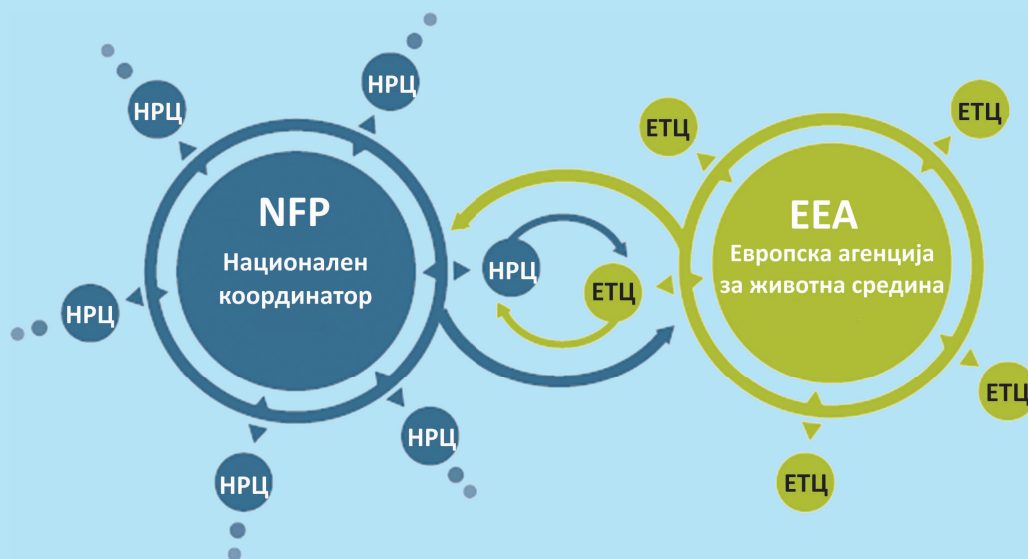 НРЦ
НРЦ
НРЦ
НРЦ
НРЦ
NFP
Национален
координатор
НРЦ
ЕТЦ
ЕТЦ
ЕТЦ
EEA
Европска агенција
за животна средина
ЕТЦ
ЕТЦ